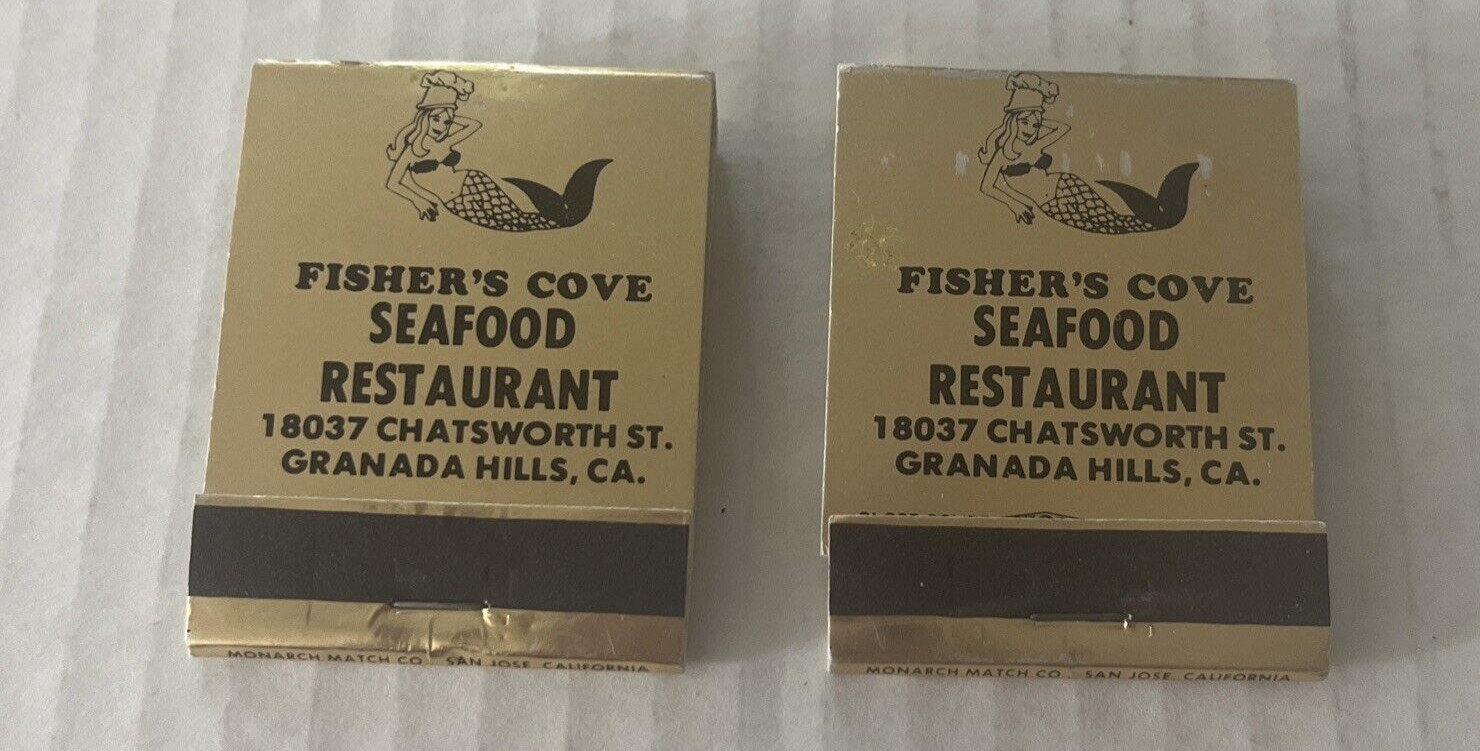 FISHER'S COVE
SEAFOOD
RESTAURANT
18037 CHATSWORTH ST.
GRANADA HILLS, CA.
MONARCH MATCH CO., SAN JOSE, CALIFORNIA
FISHER'S COVE
SEAFOOD
RESTAURANT
18037 CHATSWORTH ST.
GRANADA HILLS, CA.
MONARCH MATCH CO., SAN JOSE, CALIFORNIA